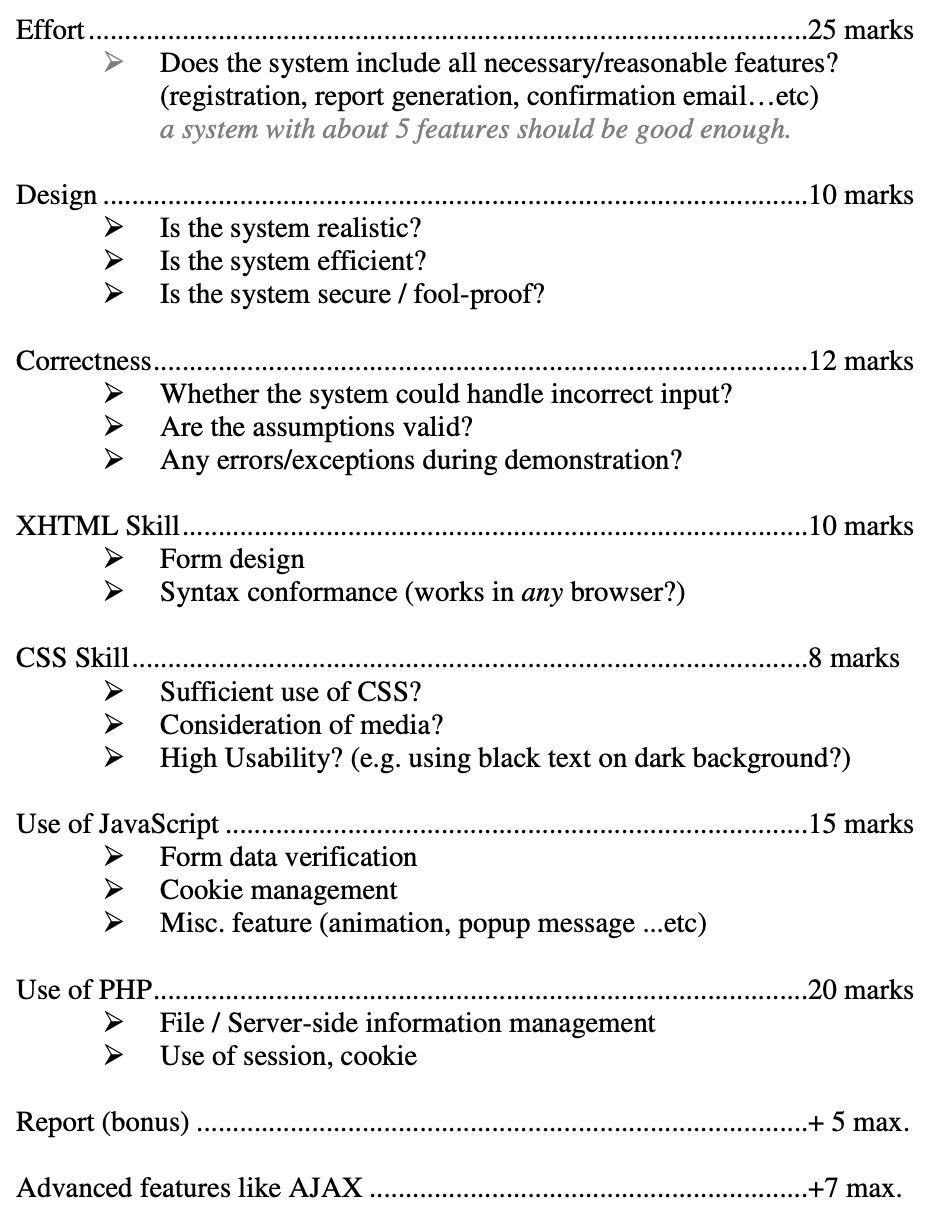 Effort....................................................................................................25 marks
➢ Does the system include all necessary/reasonable features?
(registration, report generation, confirmation email…etc)
a system with about 5 features should be good enough.
Design ..................................................................................................10 marks
➢ Is the system realistic?
➢ Is the system efficient?
➢ Is the system secure / fool-proof?
Correctness...........................................................................................12 marks
➢ Whether the system could handle incorrect input?
➢ Are the assumptions valid?
➢ Any errors/exceptions during demonstration?
XHTML Skill.......................................................................................10 marks
➢ Form design
➢ Syntax conformance (works in any browser?)
CSS Skill..............................................................................................8 marks
➢ Sufficient use of CSS?
➢ Consideration of media?
➢ High Usability? (e.g. using black text on dark background?)
Use of JavaScript .................................................................................15 marks
➢ Form data verification
➢ Cookie management
➢ Misc. feature (animation, popup message ...etc)
Use of PHP...........................................................................................20 marks
➢ File / Server-side information management
➢ Use of session, cookie
Report (bonus) .....................................................................................+ 5 max.
Advanced features like AJAX .............................................................+7 max.